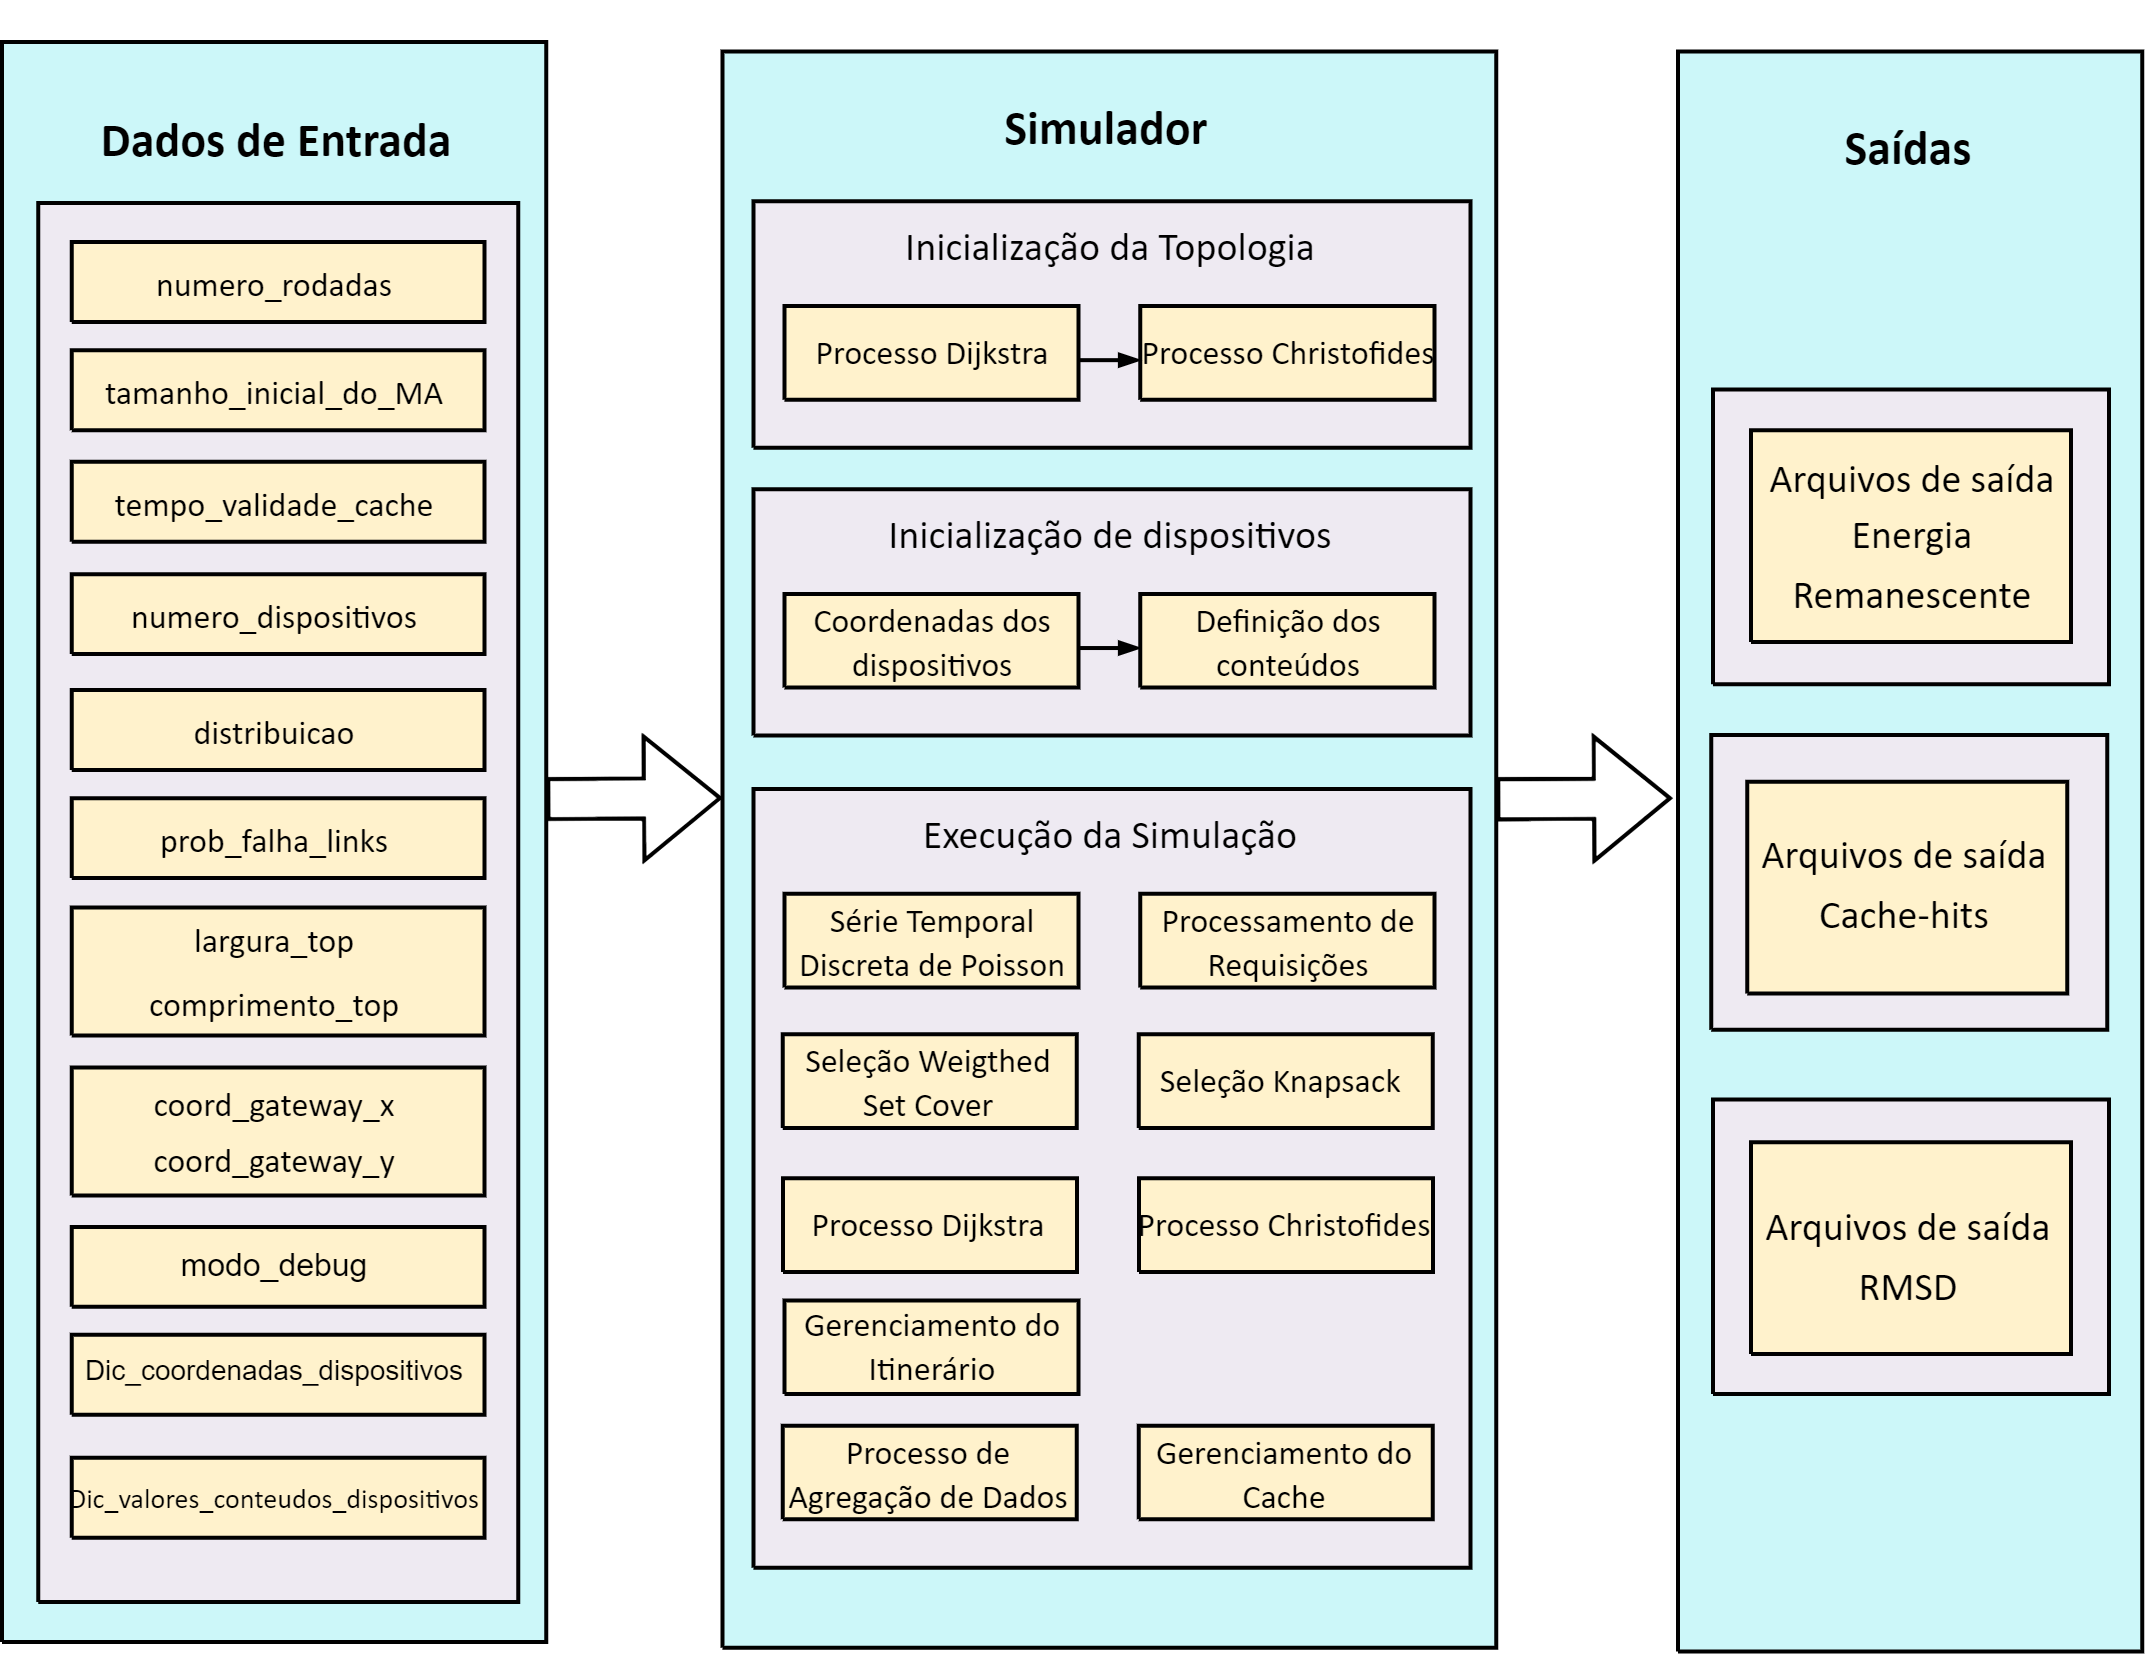 Dados de Entrada
numero_rodadas
tamanho_inicial_do_MA
tempo_validade_cache
numero_dispositivos
distribuicao
prob_falha_links
largura_top
comprimento_top
coord_gateway_x
coord_gateway_y
modo_debug
Dic_coordenadas_dispositivos
Dic_valores_conteudos_dispositivos
Simulador
Inicialização da Topologia
Processo Dijkstra
Processo Christofides
Inicialização de dispositivos
Coordenadas dos
dispositivos
Definição dos
conteúdos
Execução da Simulação
Série Temporal
Discreta de Poisson
Processamento de
Requisições
Seleção Weigthed
Set Cover
Seleção Knapsack
Processo Dijkstra
Processo Christofides
Gerenciamento do
Itinerário
Processo de
Agregação de Dados
Gerenciamento do
Cache
Saídas
Arquivos de saída
Energia
Remanescente
Arquivos de saída
Cache-hits
Arquivos de saída
RMSD